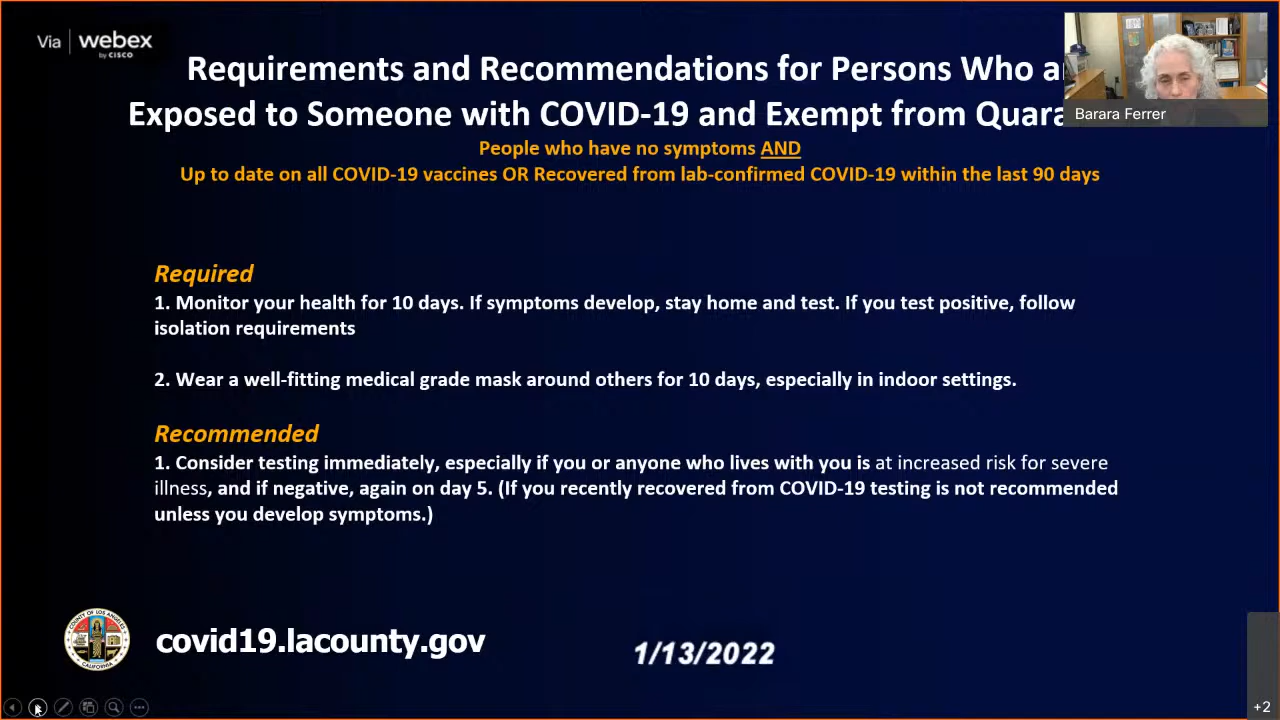 Via webex
by CISCO
Requirements and Recommendations for Persons Who a
Exposed to Someone with COVID-19 and Exempt from Quara
Barara Ferrer
People who have no symptoms AND
Up to date on all COVID-19 vaccines OR Recovered from lab-confirmed COVID-19 within the last 90 days
Required
1. Monitor your health for 10 days. If symptoms develop, stay home and test. If you test positive, follow
isolation requirements
2. Wear a well-fitting medical grade mask around others for 10 days, especially in indoor settings.
Recommended
1. Consider testing immediately, especially if you or anyone who lives with you is at increased risk for severe
illness, and if negative, again on day 5. (If you recently recovered from COVID-19 testing is not recommended
unless you develop symptoms.)
COUNTY OF LOS ANGELES
CALIFORNIA
covid19.lacounty.gov
1/13/2022
+2